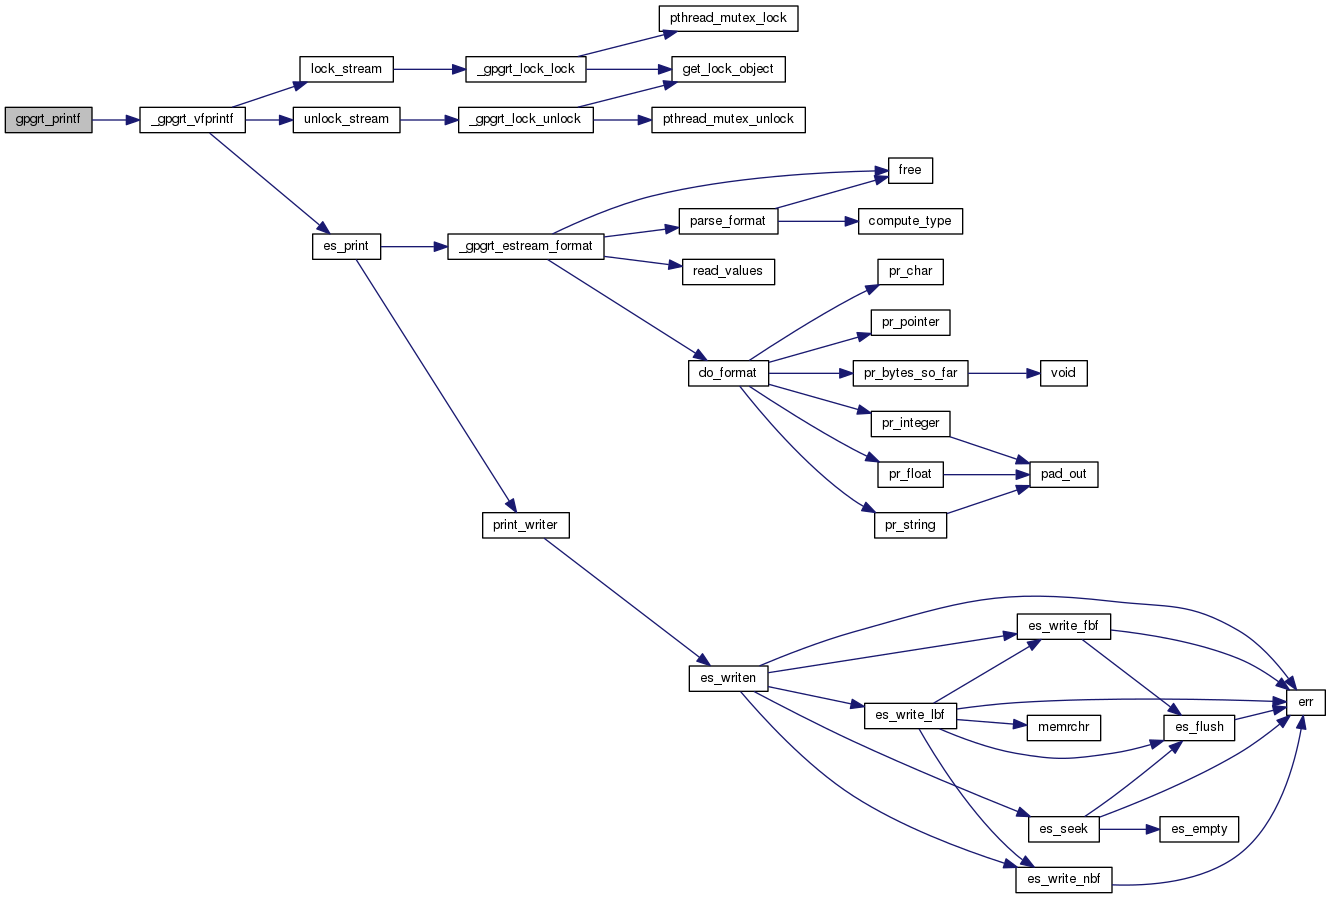 pthread_mutex_lock
lock_stream
_gpgrt_lock_lock
get_lock_object
gpgrt_printf
_gpgrt_vfprintf
unlock_stream
_gpgrt_lock_unlock
pthread_mutex_unlock
free
parse_format
compute_type
es_print
_gpgrt_estream_format
read_values
pr_char
pr_pointer
do_format
pr_bytes_so_far
void
pr_integer
pr_float
pad_out
print_writer
pr_string
es_write_fbf
es_writen
err
es_write_lbf
memrchr
es_flush
es_seek
es_empty
es_write_nbf